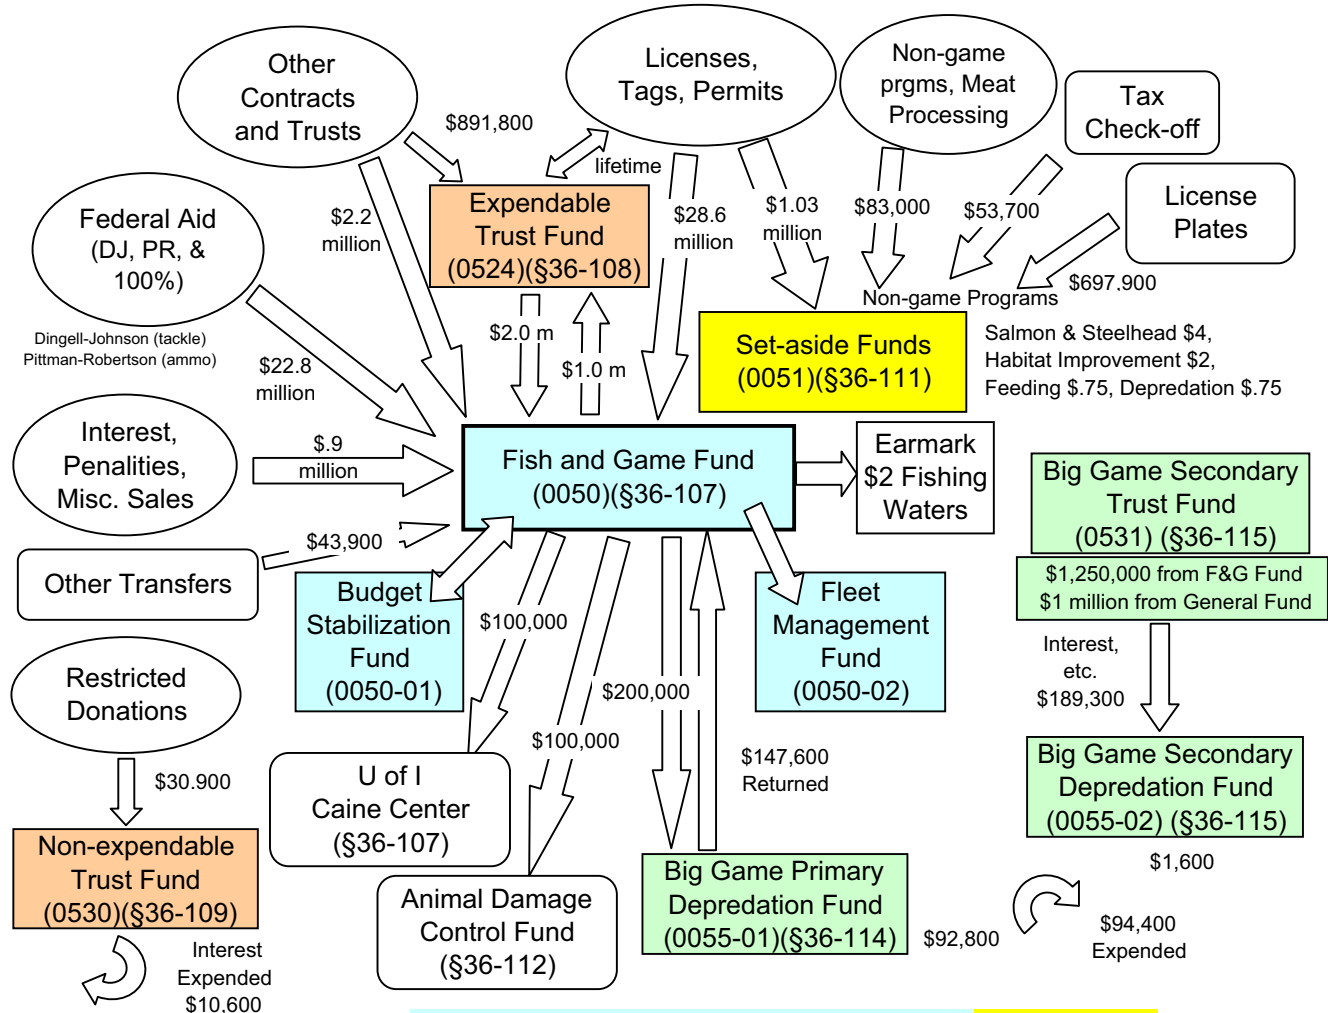 Other
Contracts
and Trusts
Licenses,
Tags, Permits
Non-game
prgms, Meat
Processing
Tax
Check-off
License
Plates
$891,800
lifetime
Federal Aid
(DJ, PR, &
100%)
Dingell-Johnson (tackle)
Pittman-Robertson (ammo)
$2.2
million
Expendable
Trust Fund
(0524)(§36-108)
$28.6
million
$1.03
million
$83,000
$53,700
$697,900
Non-game Programs
$22.8
million
$2.0 m
$1.0 m
Set-aside Funds
(0051)(§36-111)
Salmon & Steelhead $4,
Habitat Improvement $2,
Feeding $.75, Depredation $.75
Interest,
Penalities,
Misc. Sales
$.9
million
Fish and Game Fund
(0050)(§36-107)
Earmark
$2 Fishing
Waters
Big Game Secondary
Trust Fund
(0531) (§36-115)
$1,250,000 from F&G Fund
$1 million from General Fund
Other Transfers
$43,900
Budget
Stabilization
Fund
(0050-01)
$100,000
$100,000
$200,000
$147,600
Returned
Fleet
Management
Fund
(0050-02)
Interest,
etc.
$189,300
Restricted
Donations
$30.900
U of I
Caine Center
(§36-107)
Big Game Secondary
Depredation Fund
(0055-02) (§36-115)
$1,600
Non-expendable
Trust Fund
(0530)(§36-109)
Interest
Expended
$10,600
Animal Damage
Control Fund
(§36-112)
Big Game Primary
Depredation Fund
(0055-01)(§36-114)
$92,800
$94,400
Expended